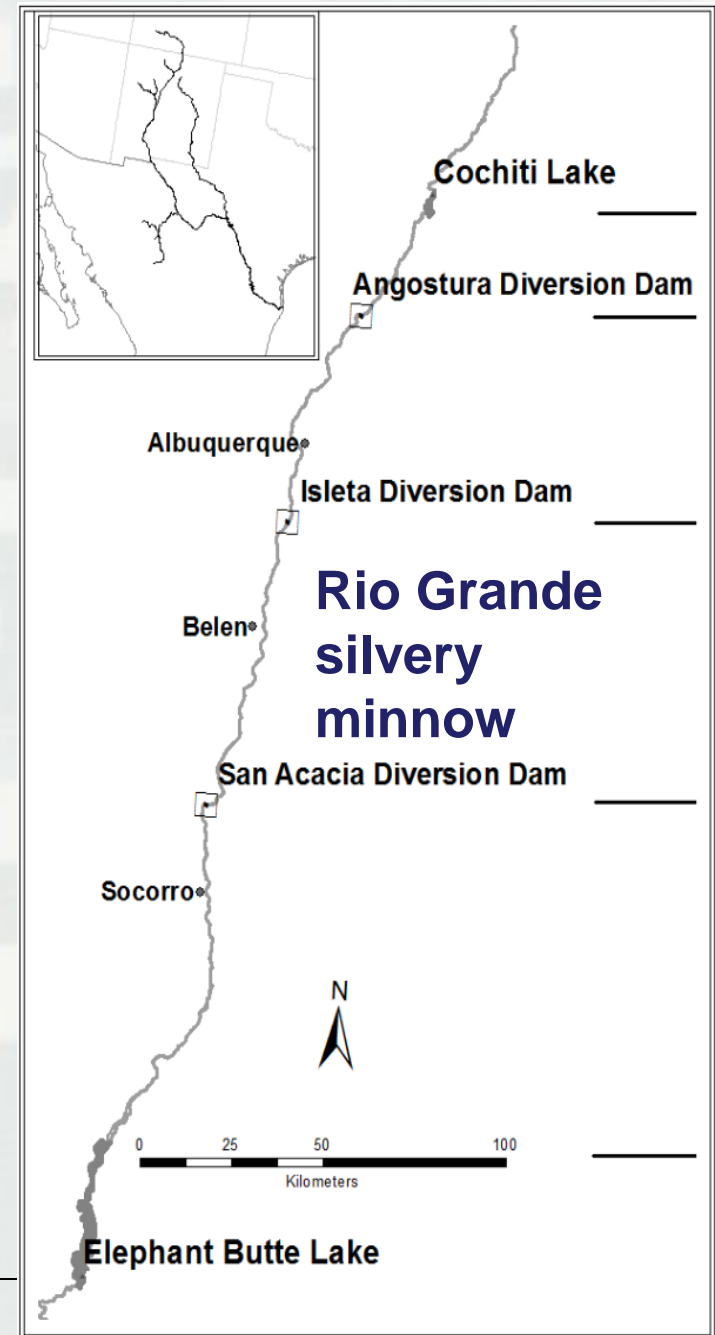 Cochiti Lake
Angostura Diversion Dam
Albuquerque
Isleta Diversion Dam
Rio Grande
silvery
minnow
Belen
San Acacia Diversion Dam
Socorro
N
0 25 50 100
Kilometers
Elephant Butte Lake